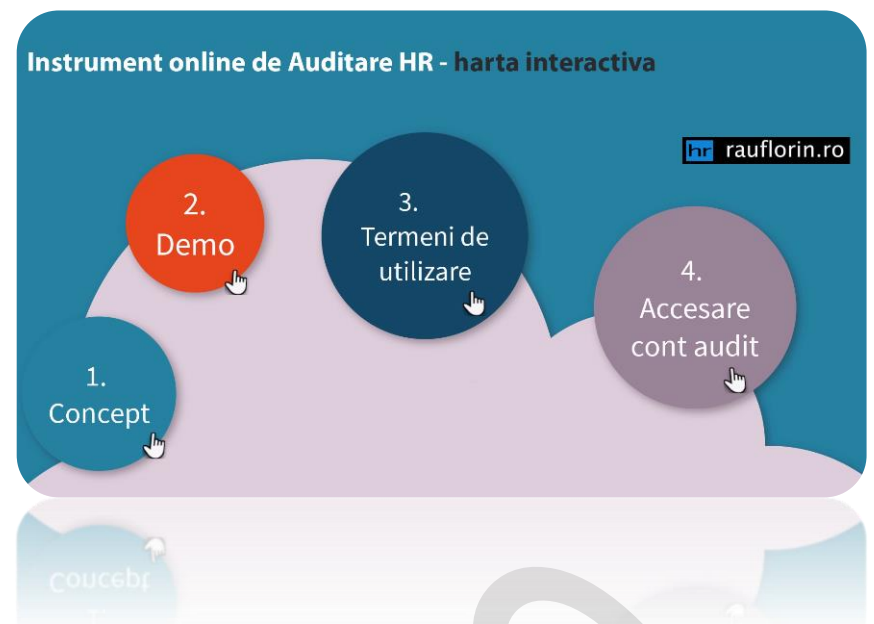 Instrument online de Auditare HR - harta interactiva
hr rauflorin.ro
2.
Demo
3.
Termeni de
utilizare
4.
Accesare
cont audit
1.
Concept